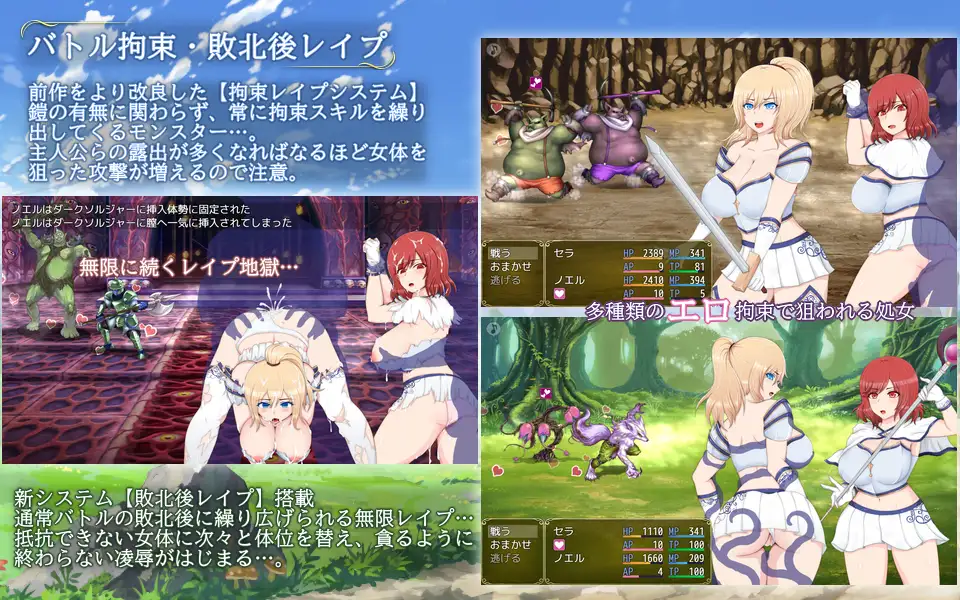 バトル拘束・敗北後レイプ
前作をより改良した【拘束レイプシステム】
鎧の有無に関わらず、常に拘束スキルを繰り
出してくるモンスター…。
主人公らの露出が多くなればなるほど女体を
狙った攻撃が増えるので注意。
ノエルはダークソルジャーに挿入体勢に固定された
ノエルはダークソルジャーに膣へ一気に挿入されてしまった
無限に続くレイプ地獄…
新システム【敗北後レイプ】搭載
通常バトルの敗北後に繰り広げられる無限レイプ…
抵抗できない女体に次々と体位を替え、貪るように
終わらない凌辱がはじまる…。
戦う セラ HP 2389 MP 341
おまかせ AP 9 TP 81
逃げる ノエル HP 2410 MP 394
AP 10 TP 5
多種類のエロ拘束で狙われる処女
戦う セラ HP 1110 MP 341
おまかせ AP 10 TP 100
逃げる ノエル HP 1660 MP 209
AP 4 TP 100